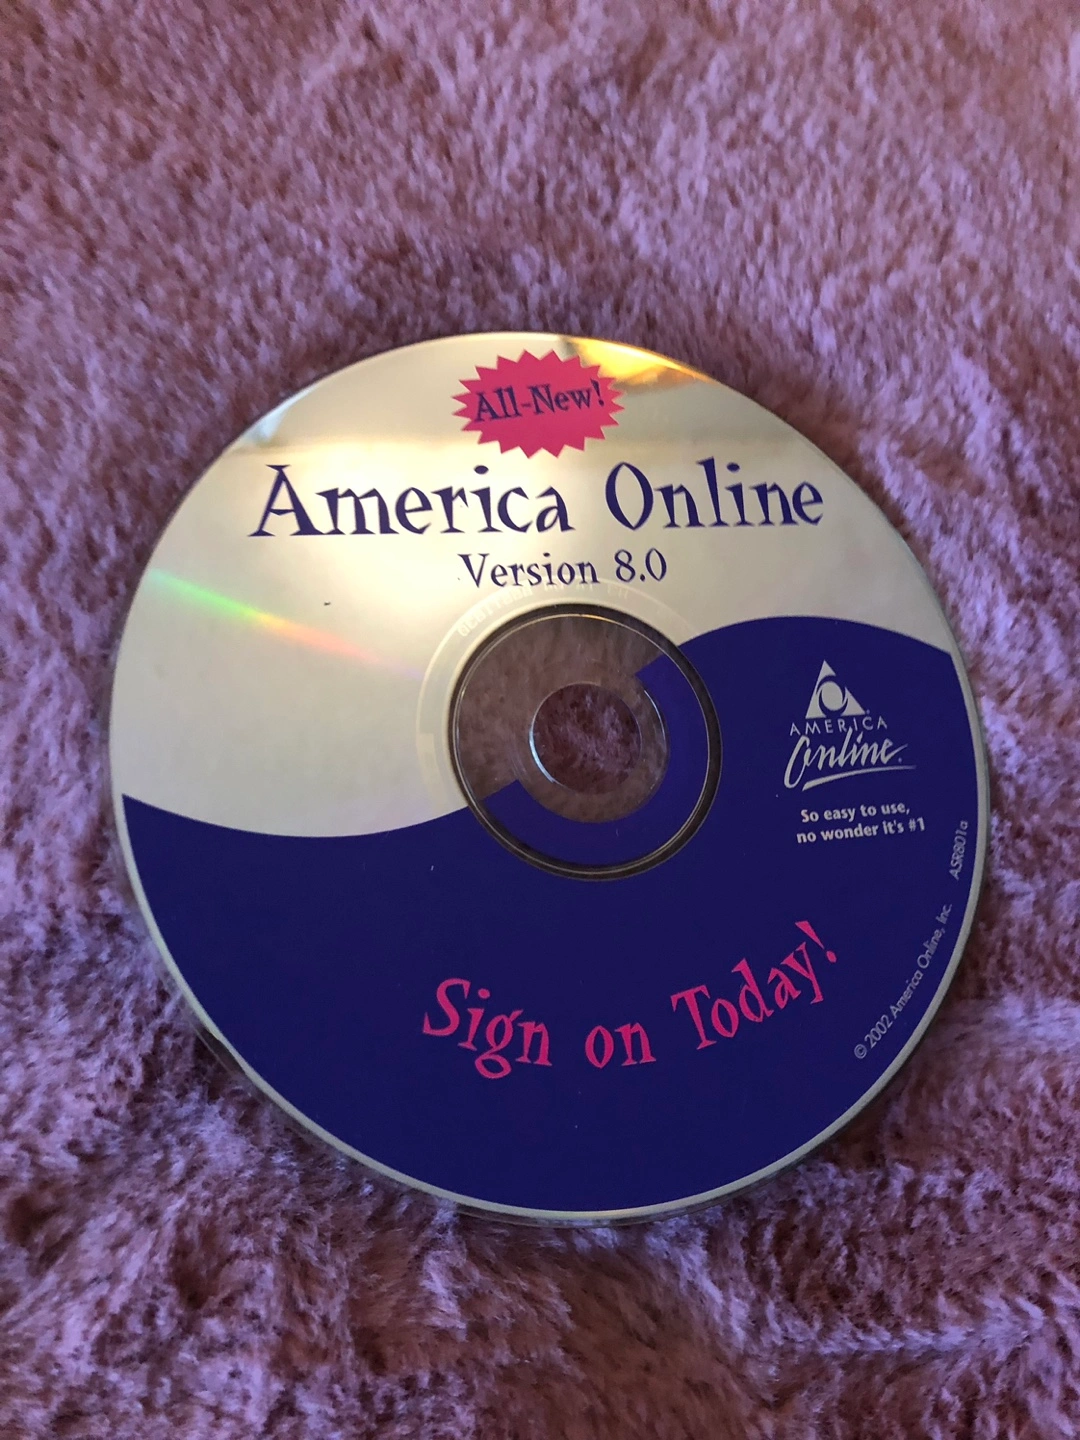 All-New!
America Online
Version 8.0
AMERICA
Online®
So easy to use,
no wonder it's #1
Sign on Today!
© 2002 America Online, Inc.
ASR801a